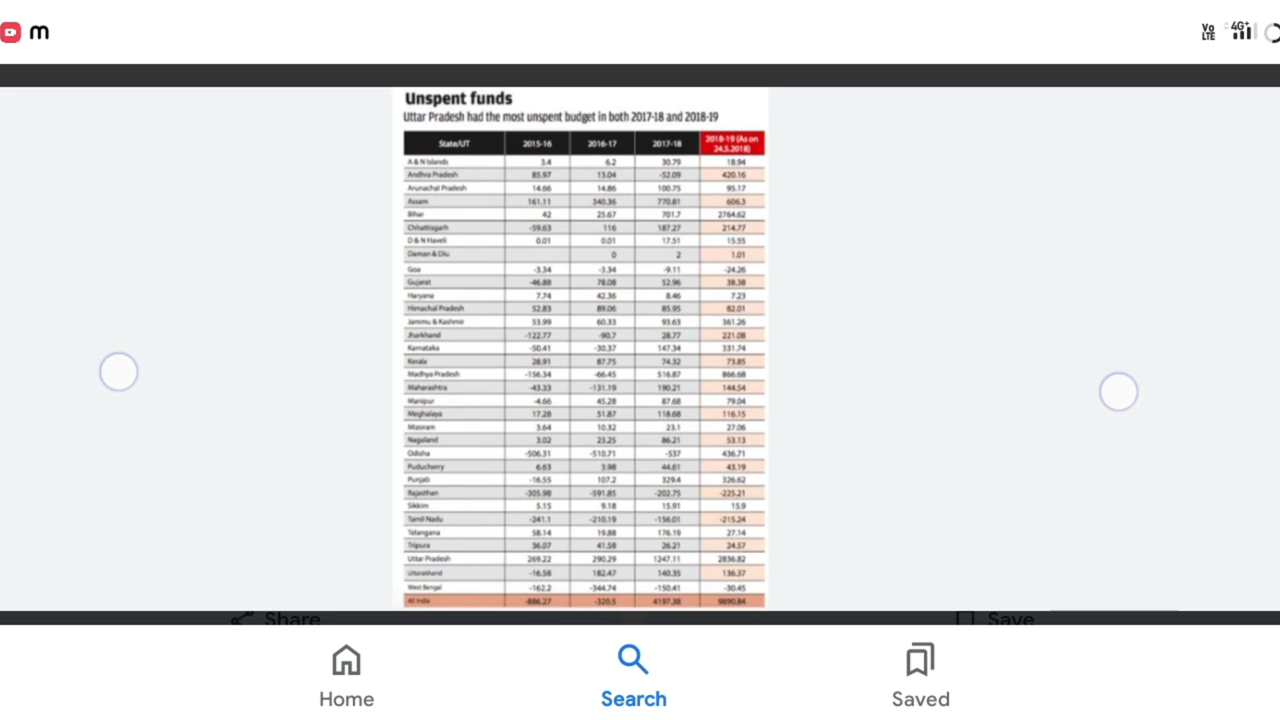 m
Vo LTE 4G+
Unspent funds
Uttar Pradesh had the most unspent budget in both 2017-18 and 2018-19
State/UT 2015-16 2016-17 2017-18 2018-19 (As on 24.5.2018)
A & N Islands 3.4 6.2 30.79 18.94
Andhra Pradesh 85.97 13.04 -52.09 420.16
Arunachal Pradesh 14.66 14.86 100.75 95.17
Assam 161.11 340.36 770.81 606.3
Bihar 42 25.67 701.7 2764.62
Chhattisgarh -59.63 116 187.27 214.77
D & N Haveli 0.01 0.01 17.51 15.55
Daman & Diu 0 2 1.01
Goa -3.34 -3.34 -9.11 -24.26
Gujarat -46.88 78.08 52.96 38.38
Haryana 7.74 42.36 8.46 7.23
Himachal Pradesh 52.83 89.06 85.95 82.01
Jammu & Kashmir 53.99 60.33 93.63 361.26
Jharkhand -122.77 -90.7 28.77 221.08
Karnataka -50.41 -30.37 147.34 331.74
Kerala 28.91 87.75 74.32 73.85
Madhya Pradesh -156.34 -66.45 516.87 866.68
Maharashtra -43.33 -131.19 190.21 144.54
Manipur -4.66 45.28 87.68 79.04
Meghalaya 17.28 51.87 118.68 116.15
Mizoram 3.64 10.32 23.1 27.06
Nagaland 3.02 23.25 86.21 53.13
Odisha -506.31 -510.71 -537 436.71
Puducherry 6.63 3.98 44.61 43.19
Punjab -16.55 107.2 329.4 326.62
Rajasthan -305.98 -591.85 -202.75 -225.21
Sikkim 5.15 9.18 15.91 15.9
Tamil Nadu -241.1 -210.19 -156.01 -215.24
Telangana 58.14 19.88 176.19 27.14
Tripura 36.07 41.58 26.21 24.57
Uttar Pradesh 269.22 290.29 1247.11 2836.82
Uttarakhand -16.58 182.47 140.35 136.37
West Bengal -162.2 -344.74 -150.41 -30.45
All India -886.27 -320.5 4197.38 9890.84
Share Save
Home Search Saved